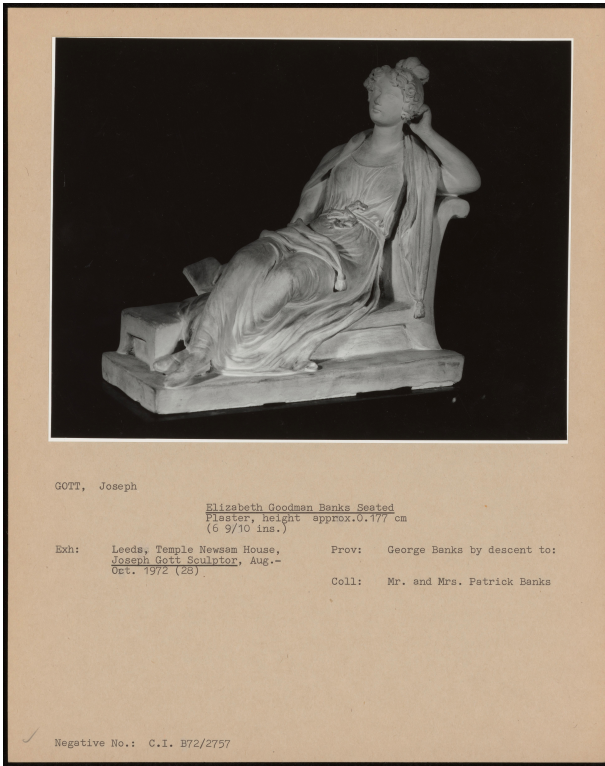 GOTT, Joseph
Elizabeth Goodman Banks Seated
Plaster, height approx.0.177 cm
(6 9/10 ins.)
Exh: Leeds, Temple Newsam House,
Joseph Gott Sculptor, Aug.-
Oct. 1972 (28)
Prov: George Banks by descent to:
Coll: Mr. and Mrs. Patrick Banks
Negative No.: C.I. B72/2757